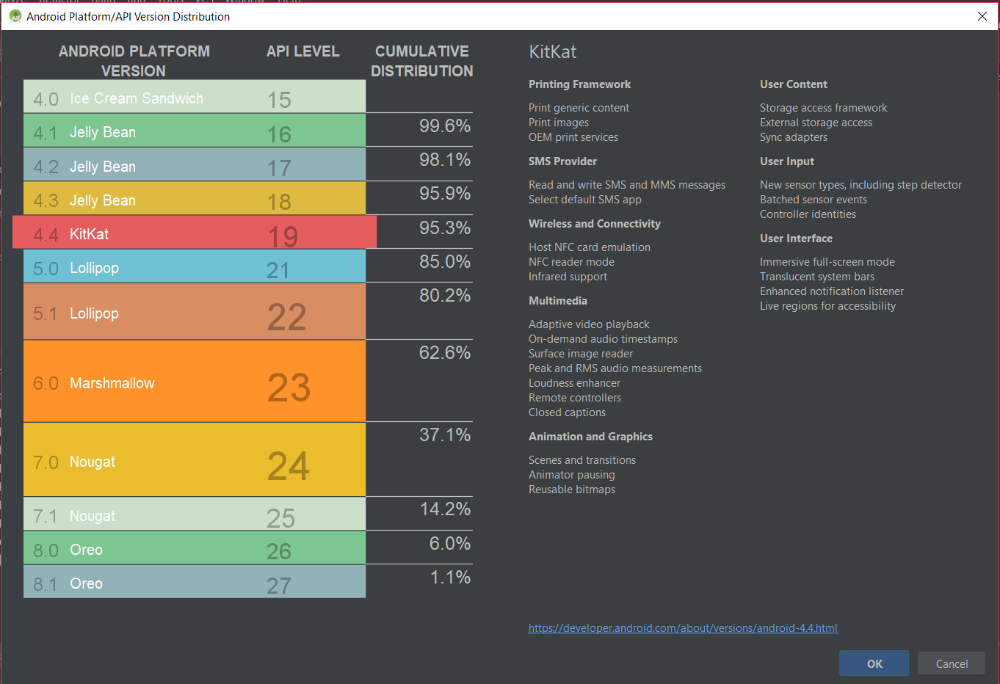 Android Platform/API Version Distribution
ANDROID PLATFORM
VERSION
API LEVEL
CUMULATIVE
DISTRIBUTION
4.0 Ice Cream Sandwich 15
99.6%
4.1 Jelly Bean 16
98.1%
4.2 Jelly Bean 17
95.9%
4.3 Jelly Bean 18
95.3%
4.4 KitKat 19
85.0%
5.0 Lollipop 21
80.2%
5.1 Lollipop 22
62.6%
6.0 Marshmallow 23
37.1%
7.0 Nougat 24
14.2%
7.1 Nougat 25
6.0%
8.0 Oreo 26
1.1%
8.1 Oreo 27
KitKat
Printing Framework
Print generic content
Print images
OEM print services
SMS Provider
Read and write SMS and MMS messages
Select default SMS app
Wireless and Connectivity
Host NFC card emulation
NFC reader mode
Infrared support
Multimedia
Adaptive video playback
On-demand audio timestamps
Surface image reader
Peak and RMS audio measurements
Loudness enhancer
Remote controllers
Closed captions
Animation and Graphics
Scenes and transitions
Animator pausing
Reusable bitmaps
User Content
Storage access framework
External storage access
Sync adapters
User Input
New sensor types, including step detector
Batched sensor events
Controller identities
User Interface
Immersive full-screen mode
Translucent system bars
Enhanced notification listener
Live regions for accessibility
https://developer.android.com/about/versions/android-4.4.html
OK
Cancel